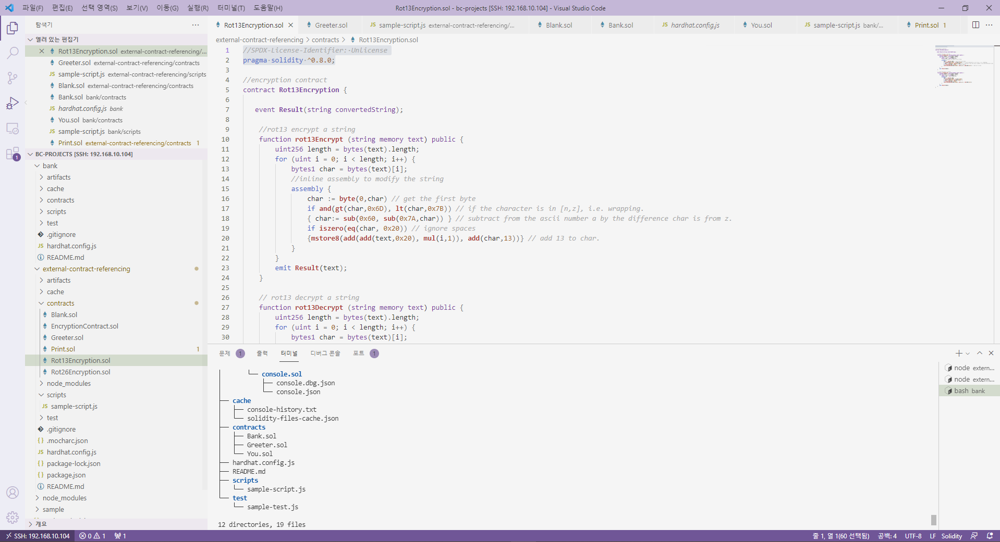 파일(F) 편집(E) 선택 영역(S) 보기(V) 이동(G) 실행(R) 터미널(T) 도움말(H) Rot13Encryption.sol - bc-projects [SSH: 192.168.10.104] - Visual Studio Code
탐색기
열려 있는 편집기
Rot13Encryption.sol external-contract-referencing/...
Greeter.sol external-contract-referencing/contracts
JS sample-script.js external-contract-referencing/scripts
Blank.sol external-contract-referencing/contracts
Bank.sol bank/contracts
JS hardhat.config.js bank
You.sol bank/contracts
JS sample-script.js bank/scripts
Print.sol external-contract-referencing/contracts 1
BC-PROJECTS [SSH: 192.168.10.104]
1
bank
artifacts
cache
contracts
scripts
test
.gitignore
JS hardhat.config.js
README.md
external-contract-referencing
artifacts
cache
contracts
Blank.sol
EncryptionContract.sol
Greeter.sol
Print.sol 1
Rot13Encryption.sol
Rot26Encryption.sol
node_modules
scripts
JS sample-script.js
test
.gitignore
{} .mocharc.json
JS hardhat.config.js
{} package-lock.json
{} package.json
README.md
node_modules
sample
개요
Rot13Encryption.sol Greeter.sol JS sample-script.js external-contract-referencing/... Blank.sol Bank.sol JS hardhat.config.js You.sol JS sample-script.js bank/... Print.sol 1
external-contract-referencing > contracts > Rot13Encryption.sol
1 //SPDX-License-Identifier:·Unlicense
2 pragma·solidity·^0.8.0;
3
4 //encryption contract
5 contract Rot13Encryption {
6
7 event Result(string convertedString);
8
9 //rot13 encrypt a string
10 function rot13Encrypt (string memory text) public {
11 uint256 length = bytes(text).length;
12 for (uint i = 0; i < length; i++) {
13 bytes1 char = bytes(text)[i];
14 //inline assembly to modify the string
15 assembly {
16 char := byte(0,char) // get the first byte
17 if and(gt(char,0x6D), lt(char,0x7B)) // if the character is in [n,z], i.e. wrapping.
18 { char:= sub(0x60, sub(0x7A,char)) } // subtract from the ascii number a by the difference char is from z.
19 if iszero(eq(char, 0x20)) // ignore spaces
20 {mstore8(add(add(text,0x20), mul(i,1)), add(char,13))} // add 13 to char.
21 }
22 }
23 emit Result(text);
24 }
25
26 // rot13 decrypt a string
27 function rot13Decrypt (string memory text) public {
28 uint256 length = bytes(text).length;
29 for (uint i = 0; i < length; i++) {
30 bytes1 char = bytes(text)[i];
문제 1 출력 터미널 디버그 콘솔 포트 1
console.sol
console.dbg.json
console.json
cache
console-history.txt
solidity-files-cache.json
contracts
Bank.sol
Greeter.sol
You.sol
hardhat.config.js
README.md
scripts
sample-script.js
test
sample-test.js
12 directories, 19 files
node extern...
node extern...
bash bank
SSH: 192.168.10.104 0 1 1 줄 1, 열 1(60 선택됨) 공백: 4 UTF-8 LF Solidity